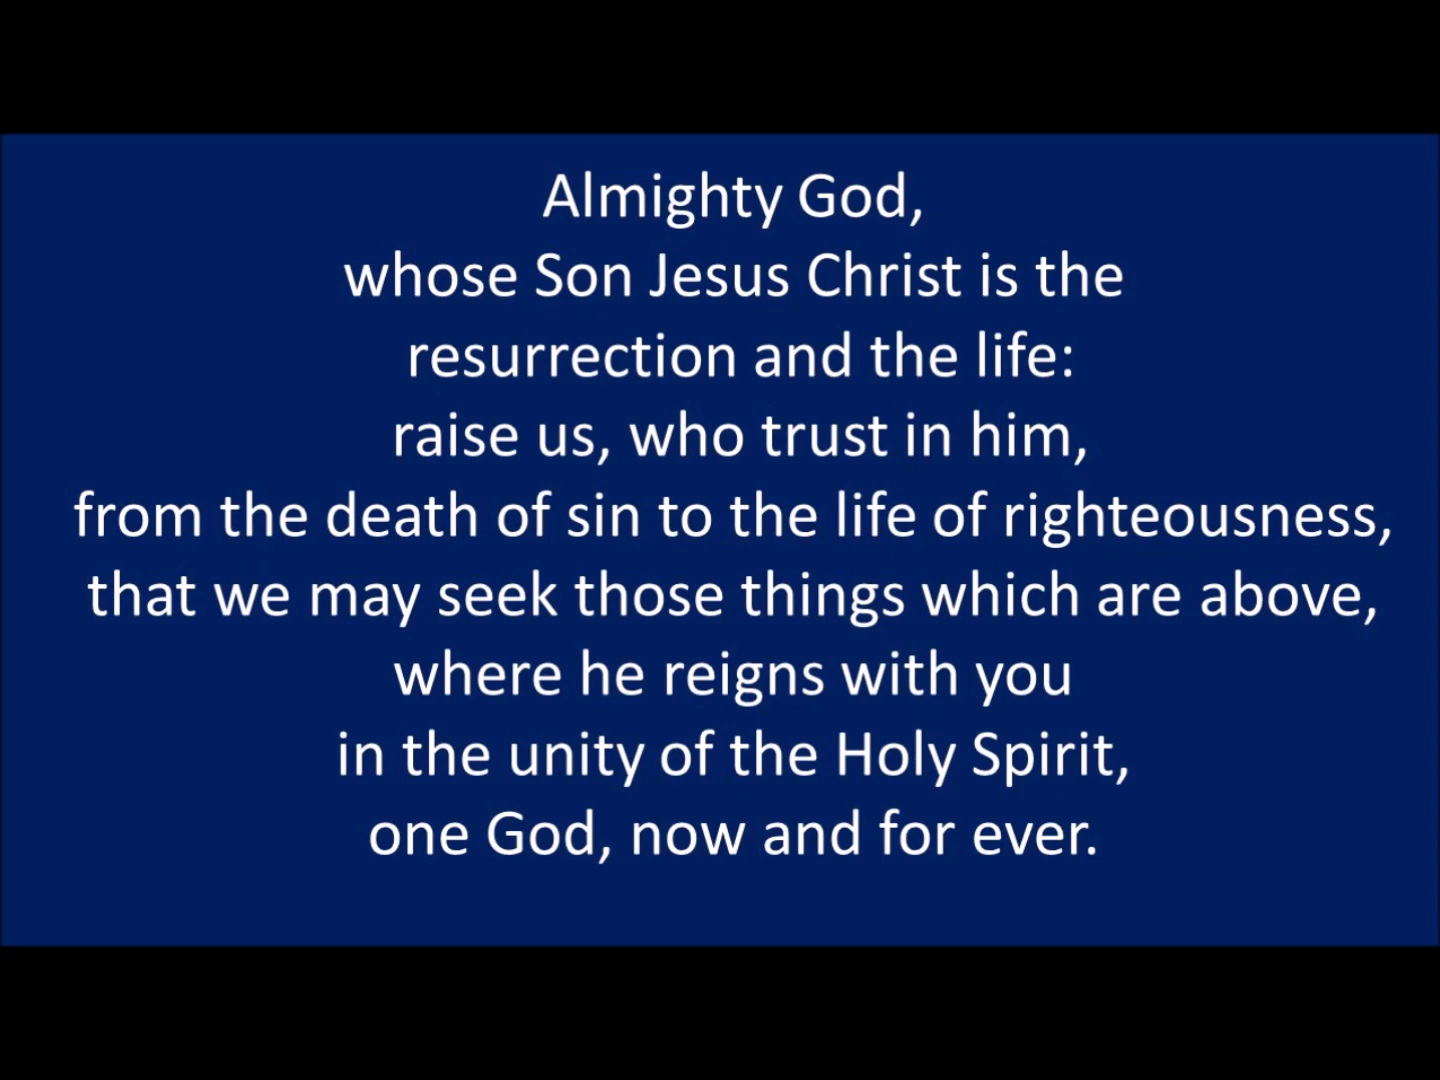 Almighty God,
whose Son Jesus Christ is the
resurrection and the life:
raise us, who trust in him,
from the death of sin to the life of righteousness,
that we may seek those things which are above,
where he reigns with you
in the unity of the Holy Spirit,
one God, now and for ever.